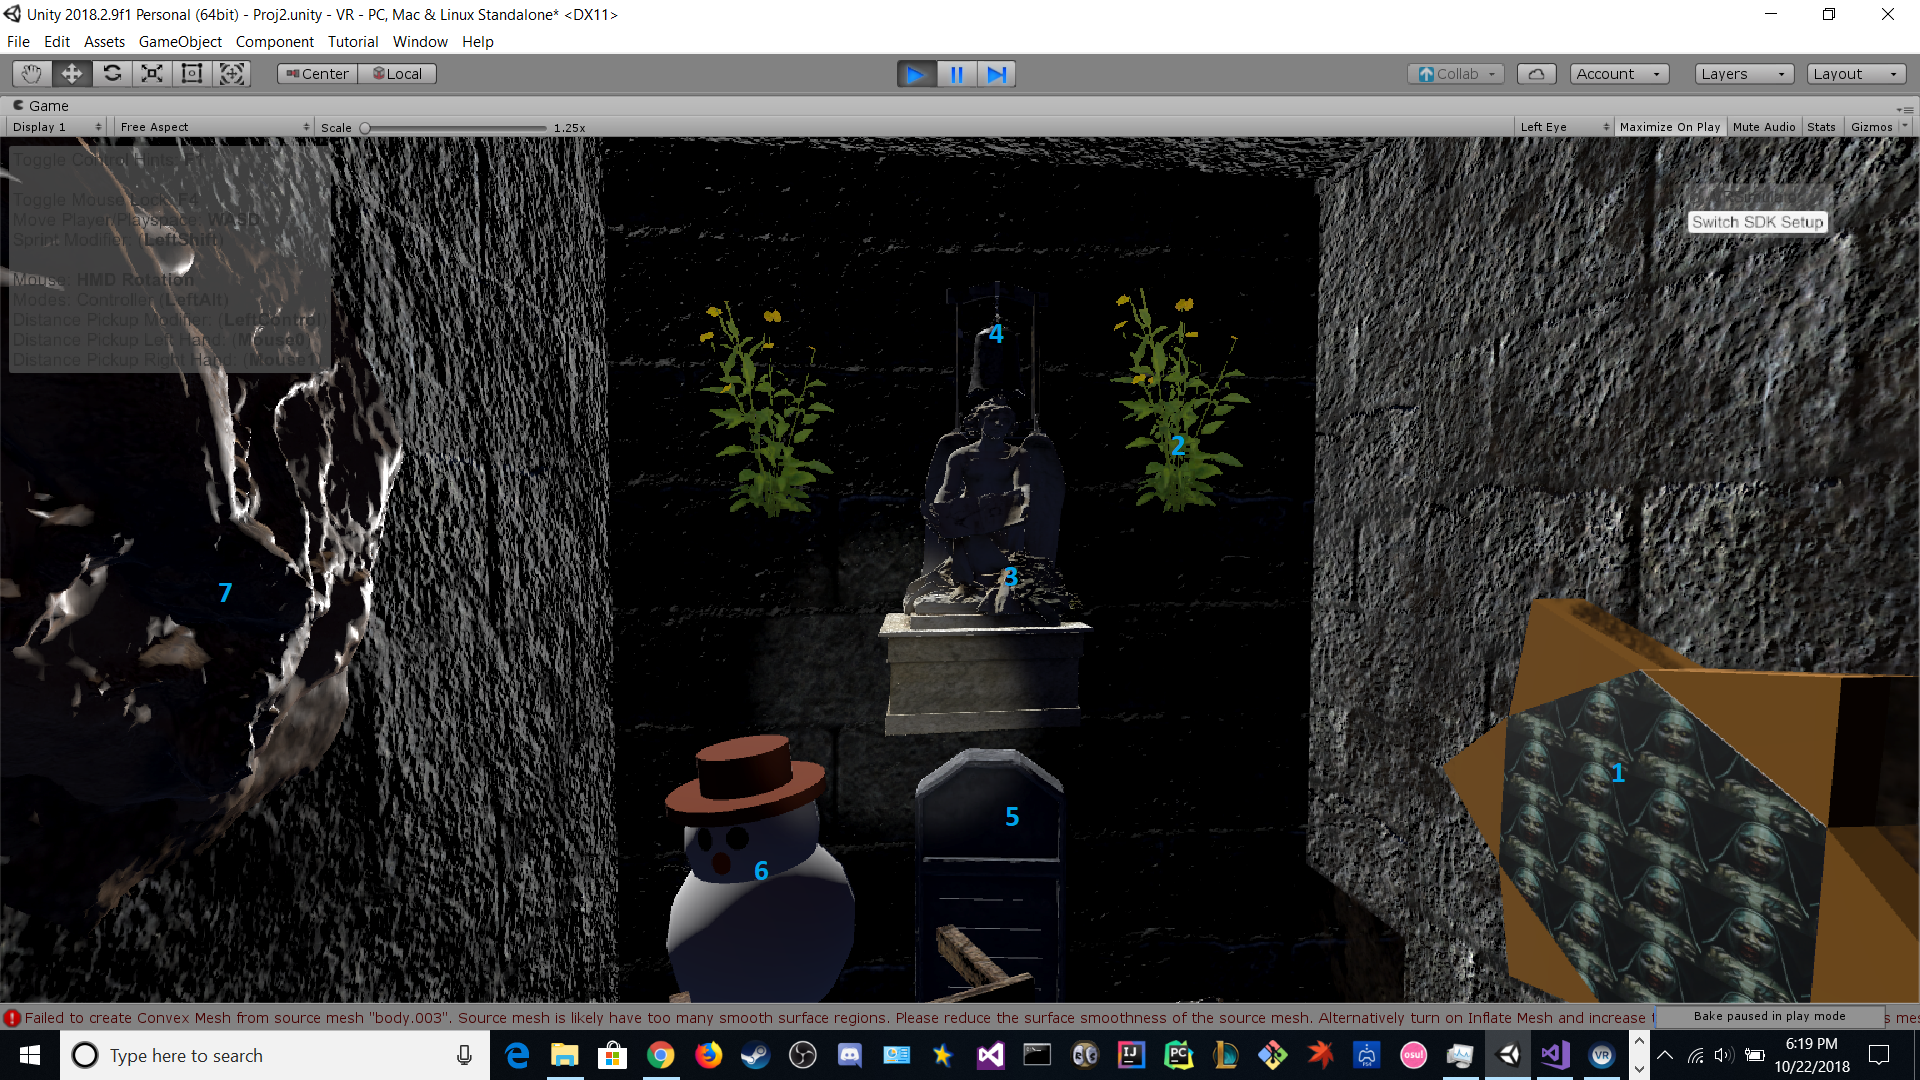 Unity 2018.2.9f1 Personal (64bit) - Proj2.unity - VR - PC, Mac & Linux Standalone* <DX11>
File Edit Assets GameObject Component Tutorial Window Help
Center Local Collab Account Layers Layout
Game
Display 1 Free Aspect Scale 1.25x Left Eye Maximize On Play Mute Audio Stats Gizmos
Toggle Control Hints: F1
Toggle Mouse Lock: F4
Move Player/Playspace: WASD
Sprint Modifier: (LeftShift)
Mouse: HMD Rotation
Modes: Controller (LeftAlt)
Distance Pickup Modifier: (LeftControl)
Distance Pickup Left Hand: (Mouse0
Distance Pickup Right Hand: (Mouse1)
Switch SDK Setup
4
2
3
7
1
5
6
Failed to create Convex Mesh from source mesh "body.003". Source mesh is likely have too many smooth surface regions. Please reduce the surface smoothness of the source mesh. Alternatively turn on Inflate Mesh and increase
Bake paused in play mode
Type here to search
6:19 PM
10/22/2018